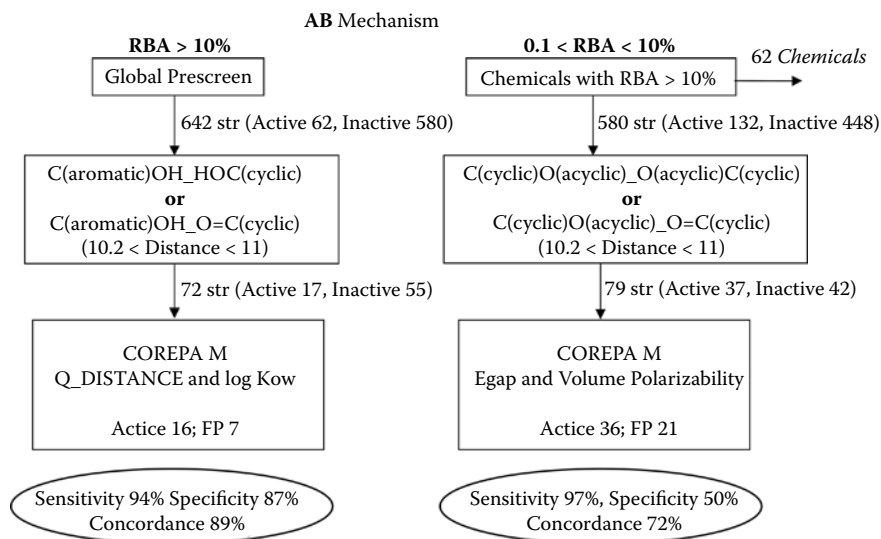 AB Mechanism
RBA > 10%
Global Prescreen
642 str (Active 62, Inactive 580)
C(aromatic)OH_HOC(cyclic)
or
C(aromatic)OH_O=C(cyclic)
(10.2 < Distance < 11)
72 str (Active 17, Inactive 55)
COREPA M
Q_DISTANCE and log Kow
Actice 16; FP 7
Sensitivity 94% Specificity 87%
Concordance 89%
0.1 < RBA < 10%
Chemicals with RBA > 10%
62 Chemicals
580 str (Active 132, Inactive 448)
C(cyclic)O(acyclic)_O(acyclic)C(cyclic)
or
C(cyclic)O(acyclic)_O=C(cyclic)
(10.2 < Distance < 11)
79 str (Active 37, Inactive 42)
COREPA M
Egap and Volume Polarizability
Actice 36; FP 21
Sensitivity 97%, Specificity 50%
Concordance 72%